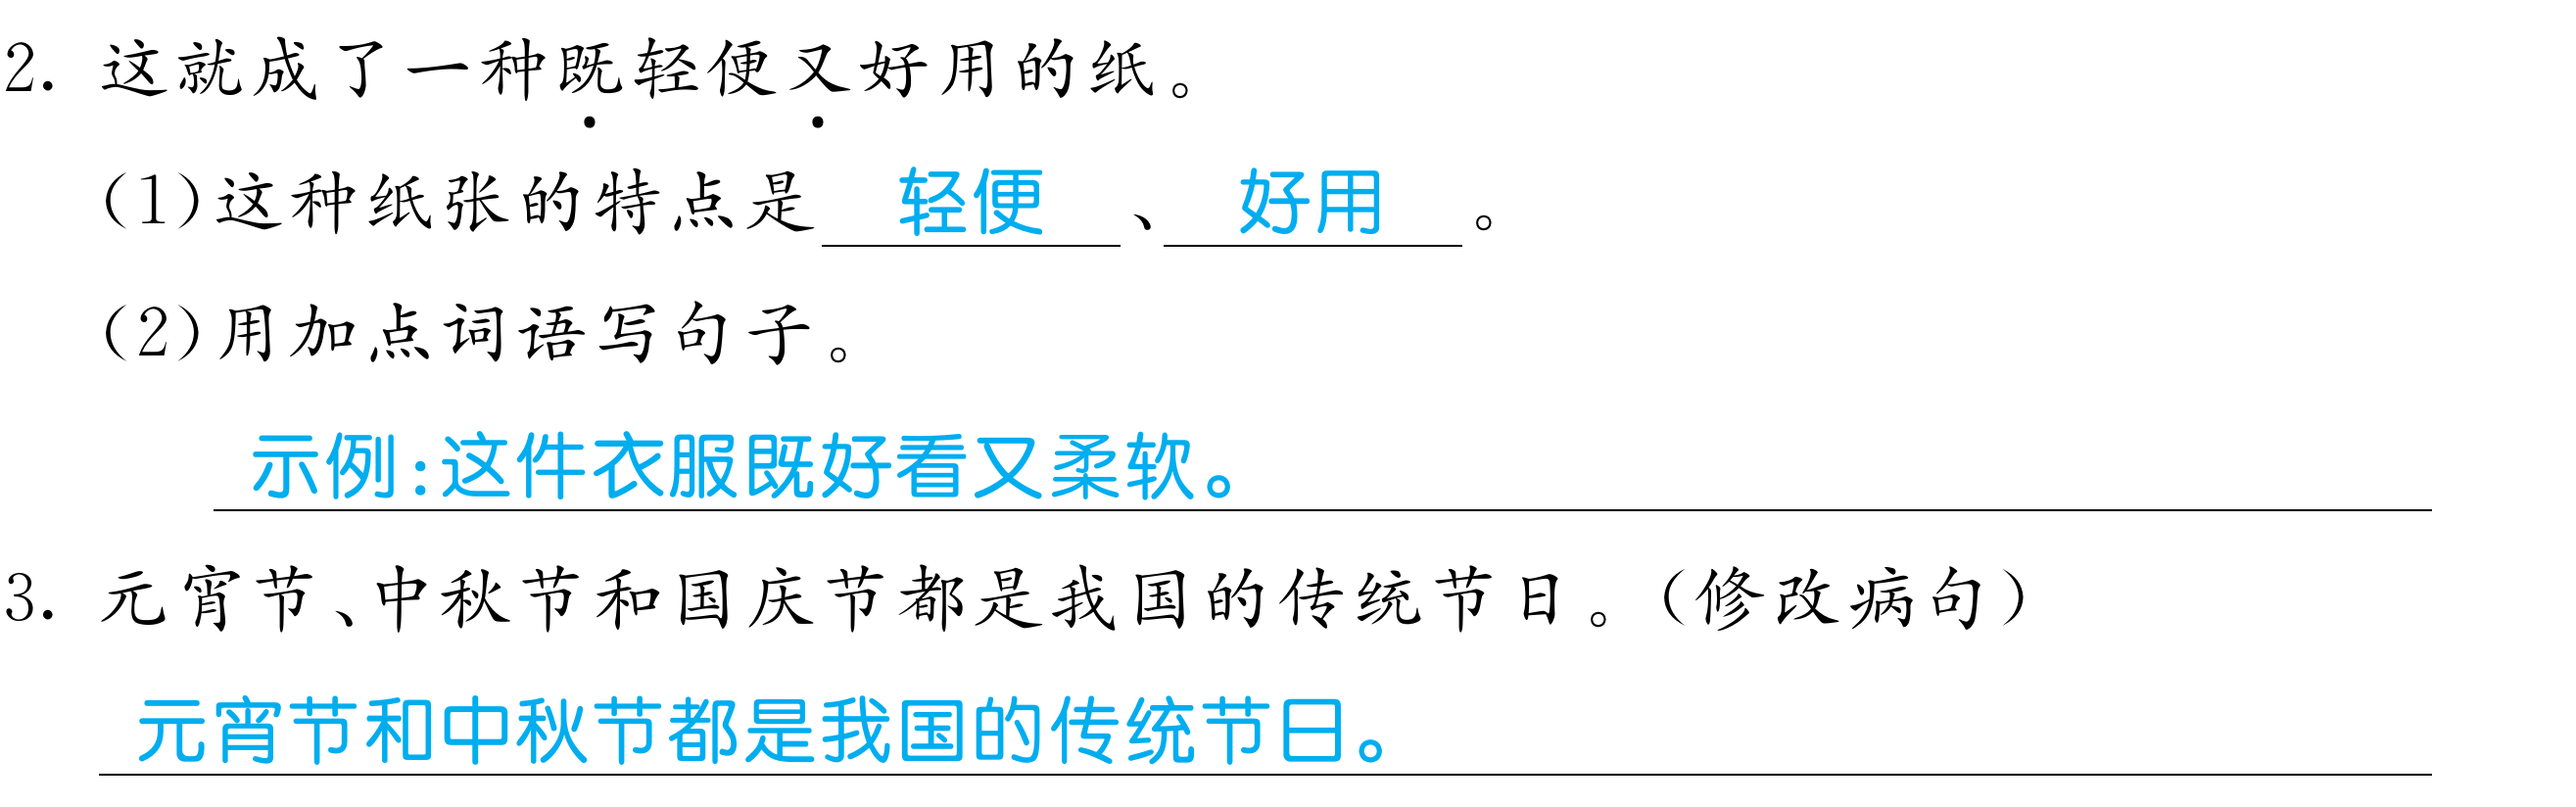 2. 这就成了一种既轻便又好用的纸。
(1)这种纸张的特点是 轻便 、 好用 。
(2)用加点词语写句子。
示例:这件衣服既好看又柔软。
3. 元宵节、中秋节和国庆节都是我国的传统节日。(修改病句)
元宵节和中秋节都是我国的传统节日。